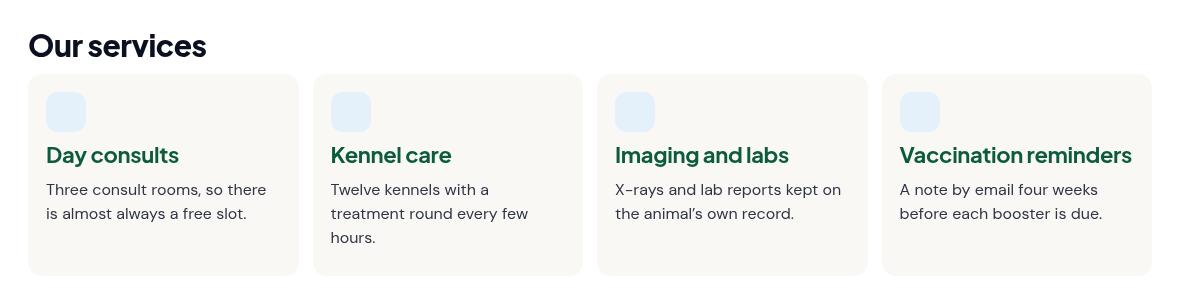 Our services
Day consults
Three consult rooms, so there
is almost always a free slot.
Kennel care
Twelve kennels with a
treatment round every few
hours.
Imaging and labs
X-rays and lab reports kept on
the animal’s own record.
Vaccination reminders
A note by email four weeks
before each booster is due.